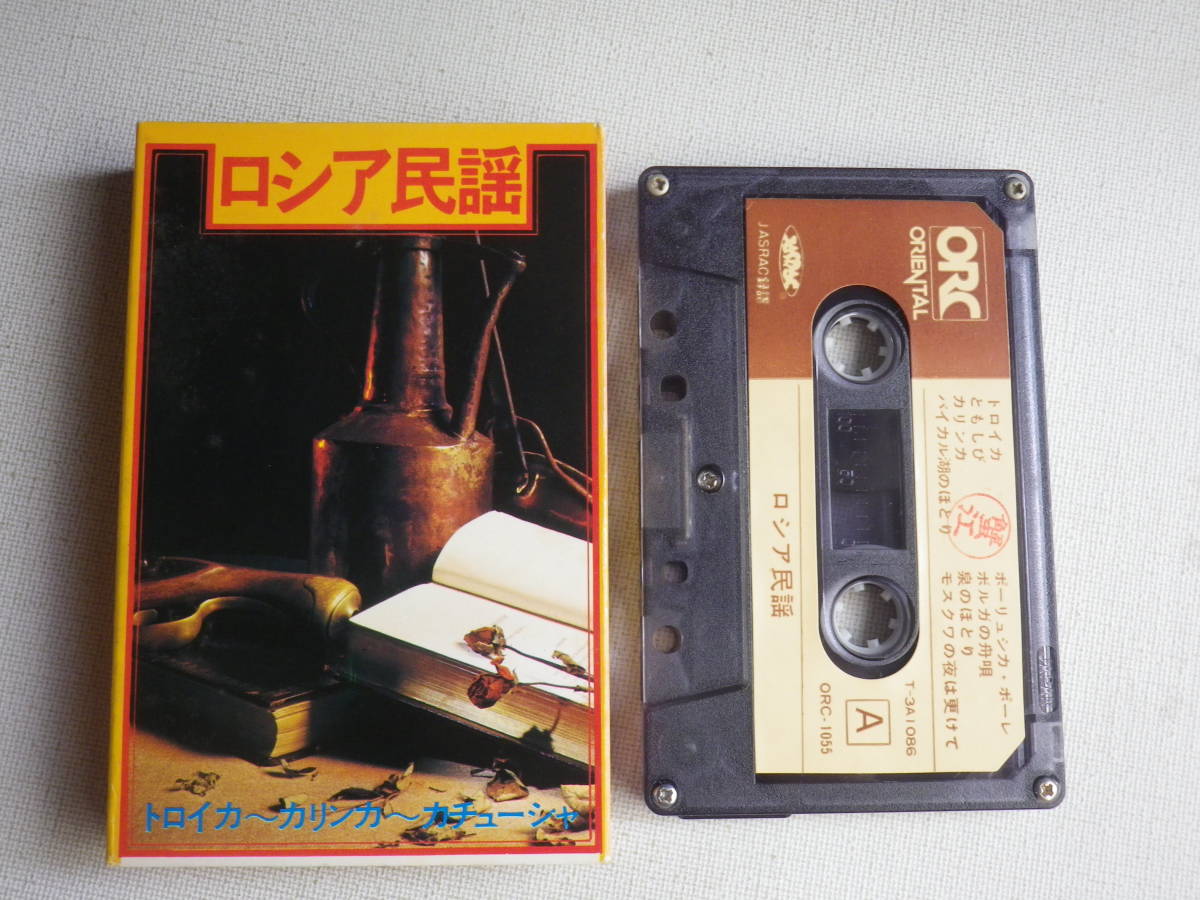 ロシア民謡
トロイカ～カリンカ～カチューシャ
ORC
ORIENTAL
JASRAC
トロイカ
ともしび
カリンカ
バイカル湖のほとり
ポーリュシカ・ポーレ
ボルガの舟唄
泉のほとり
モスクワの夜は更けて
蟹江
ロシア民謡
T-3A1086
A
ORC-1055
100
50